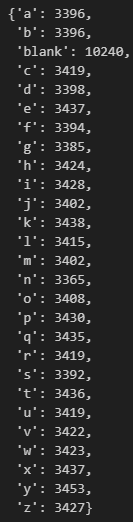 {'a': 3396,
'b': 3396,
'blank': 10240,
'c': 3419,
'd': 3398,
'e': 3437,
'f': 3394,
'g': 3385,
'h': 3424,
'i': 3428,
'j': 3402,
'k': 3438,
'l': 3415,
'm': 3402,
'n': 3365,
'o': 3408,
'p': 3430,
'q': 3435,
'r': 3419,
's': 3392,
't': 3436,
'u': 3419,
'v': 3422,
'w': 3423,
'x': 3437,
'y': 3453,
'z': 3427}